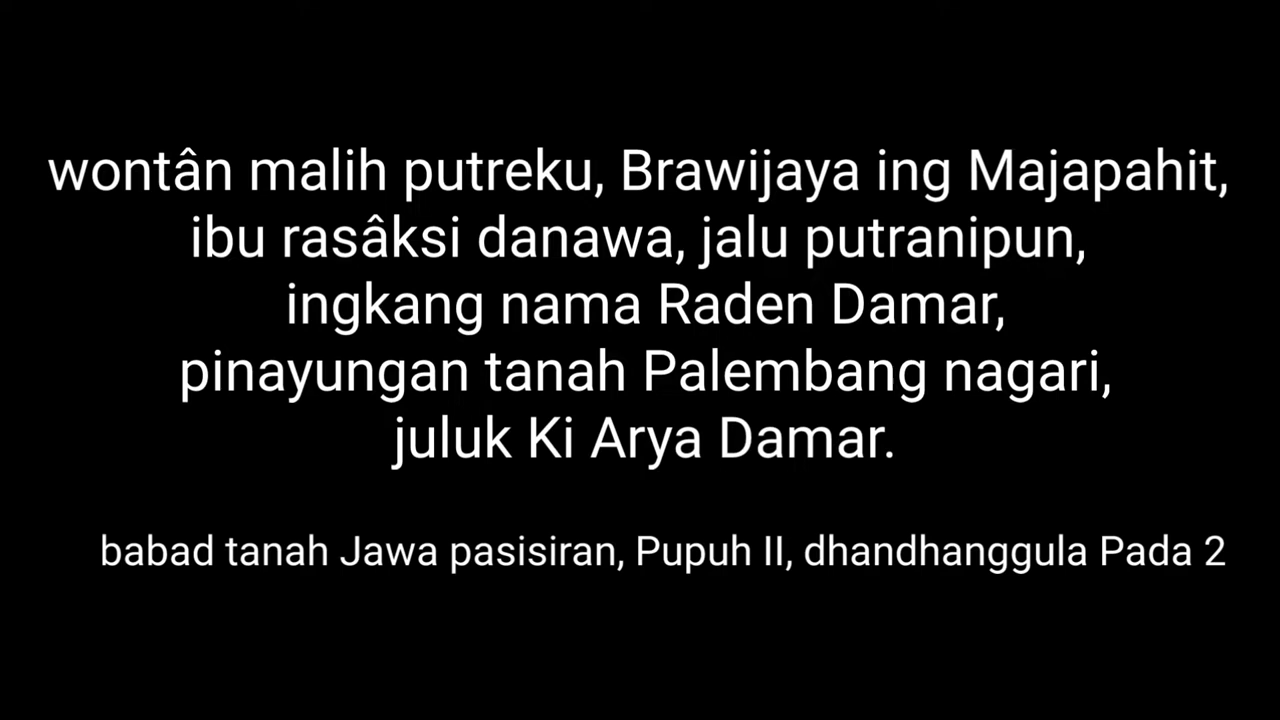 wontân malih putreku, Brawijaya ing Majapahit,
ibu rasâksi danawa, jalu putranipun,
ingkang nama Raden Damar,
pinayungan tanah Palembang nagari,
juluk Ki Arya Damar.
babad tanah Jawa pasisiran, Pupuh II, dhandhanggula Pada 2